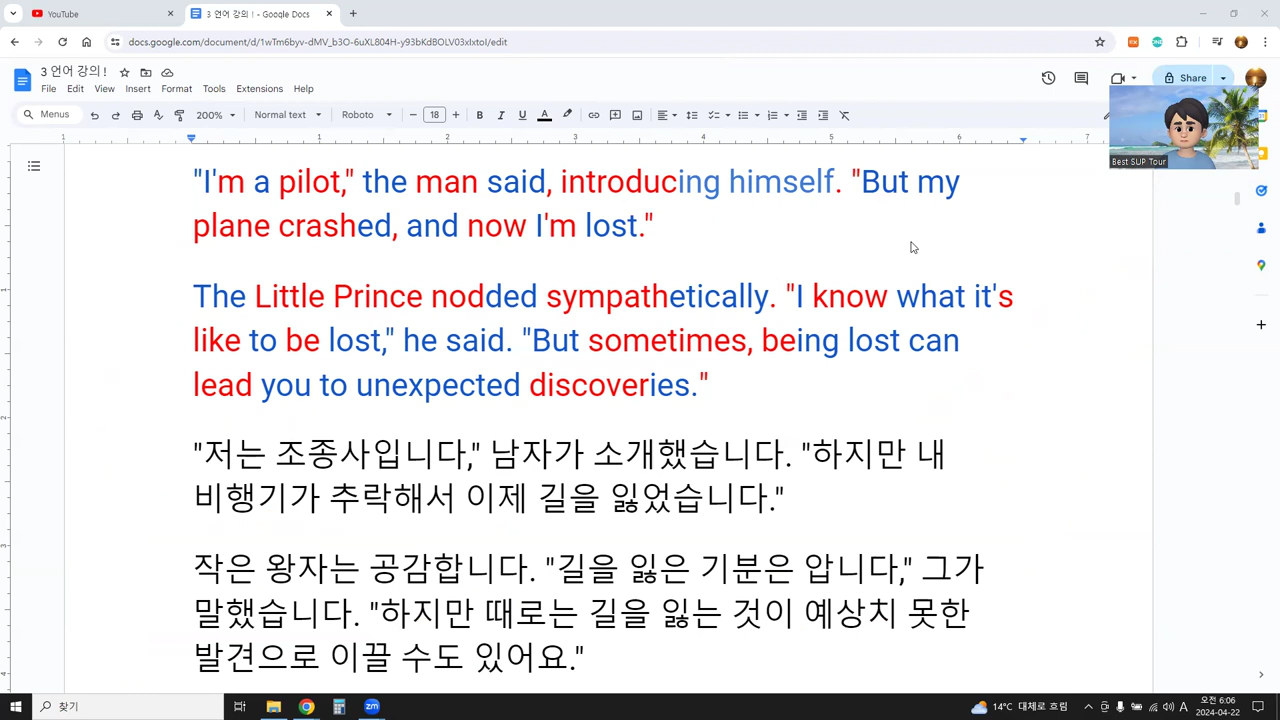 YouTube
3 언어 강의 ! - Google Docs
docs.google.com/document/d/1wTm6byv-dMV_b3O-6uXL804H-y93bKdBOLV03xIxtoI/edit
3 언어 강의 !
File Edit View Insert Format Tools Extensions Help
Share
Menus 200% Normal text Roboto 18
Best SUP Tour
"I'm a pilot," the man said, introducing himself. "But my
plane crashed, and now I'm lost."
The Little Prince nodded sympathetically. "I know what it's
like to be lost," he said. "But sometimes, being lost can
lead you to unexpected discoveries."
"저는 조종사입니다," 남자가 소개했습니다. "하지만 내
비행기가 추락해서 이제 길을 잃었습니다."
작은 왕자는 공감합니다. "길을 잃은 기분은 압니다," 그가
말했습니다. "하지만 때로는 길을 잃는 것이 예상치 못한
발견으로 이끌 수도 있어요."
찾기
14°C 대체로 흐림
오전 6:06
2024-04-22